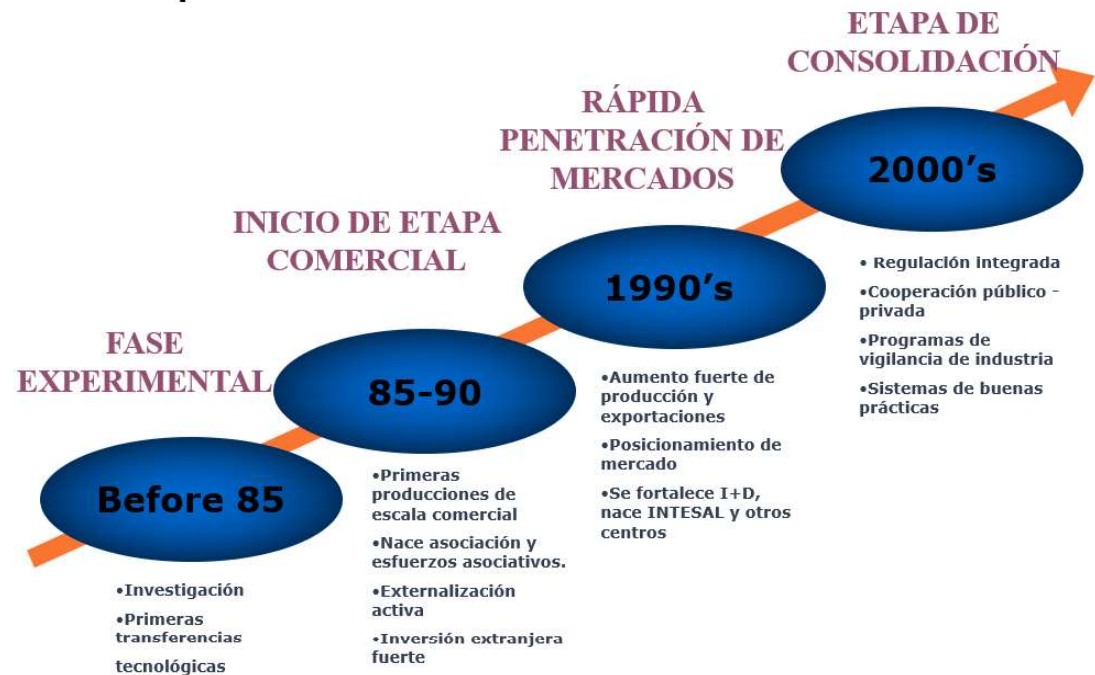 FASE
EXPERIMENTAL
Before 85
•Investigación
•Primeras
transferencias
tecnológicas
INICIO DE ETAPA
COMERCIAL
85-90
•Primeras
producciones de
escala comercial
•Nace asociación y
esfuerzos asociativos.
•Externalización
activa
•Inversión extranjera
fuerte
RÁPIDA
PENETRACIÓN DE
MERCADOS
1990’s
•Aumento fuerte de
producción y
exportaciones
•Posicionamiento de
mercado
•Se fortalece I+D,
nace INTESAL y otros
centros
ETAPA DE
CONSOLIDACIÓN
2000’s
• Regulación integrada
•Cooperación público -
privada
•Programas de
vigilancia de industria
•Sistemas de buenas
prácticas